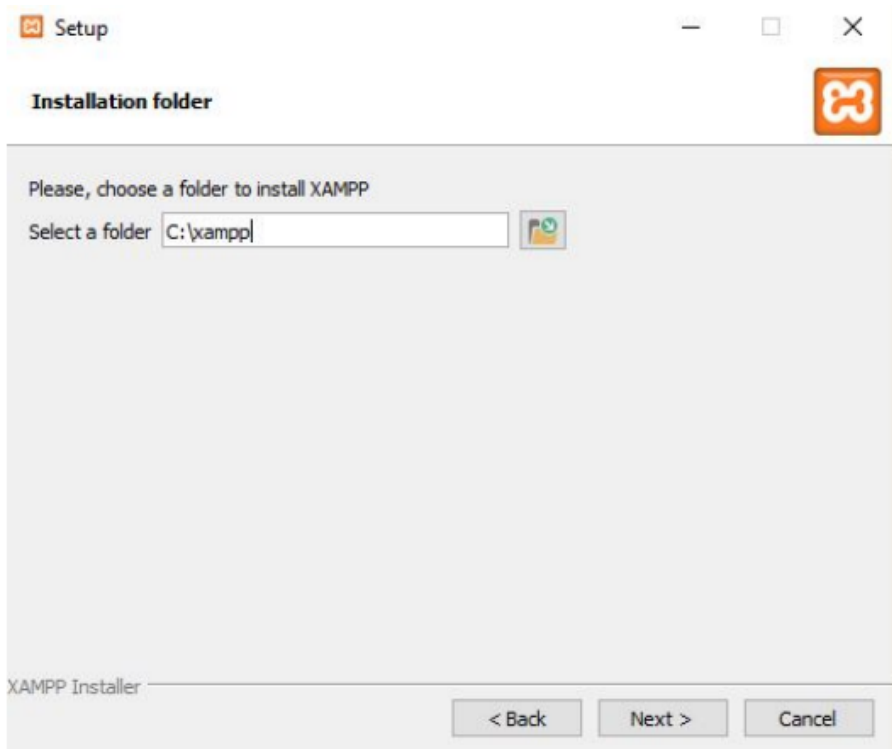 Setup
Installation folder
Please, choose a folder to install XAMPP
Select a folder C:\xampp
XAMPP Installer
< Back Next > Cancel